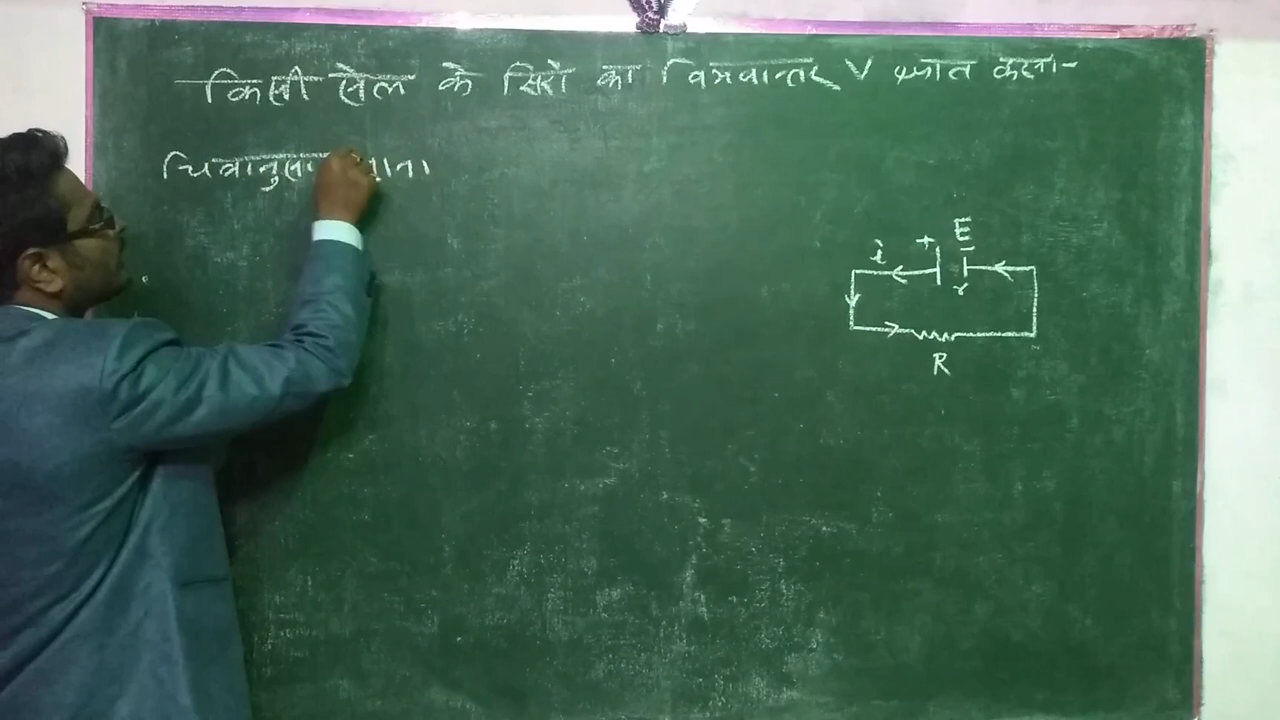 किसी सेल के सिरों का विभवान्तर V ज्ञात करना-
चित्रानुसार माना
E
+ -
i
r
R